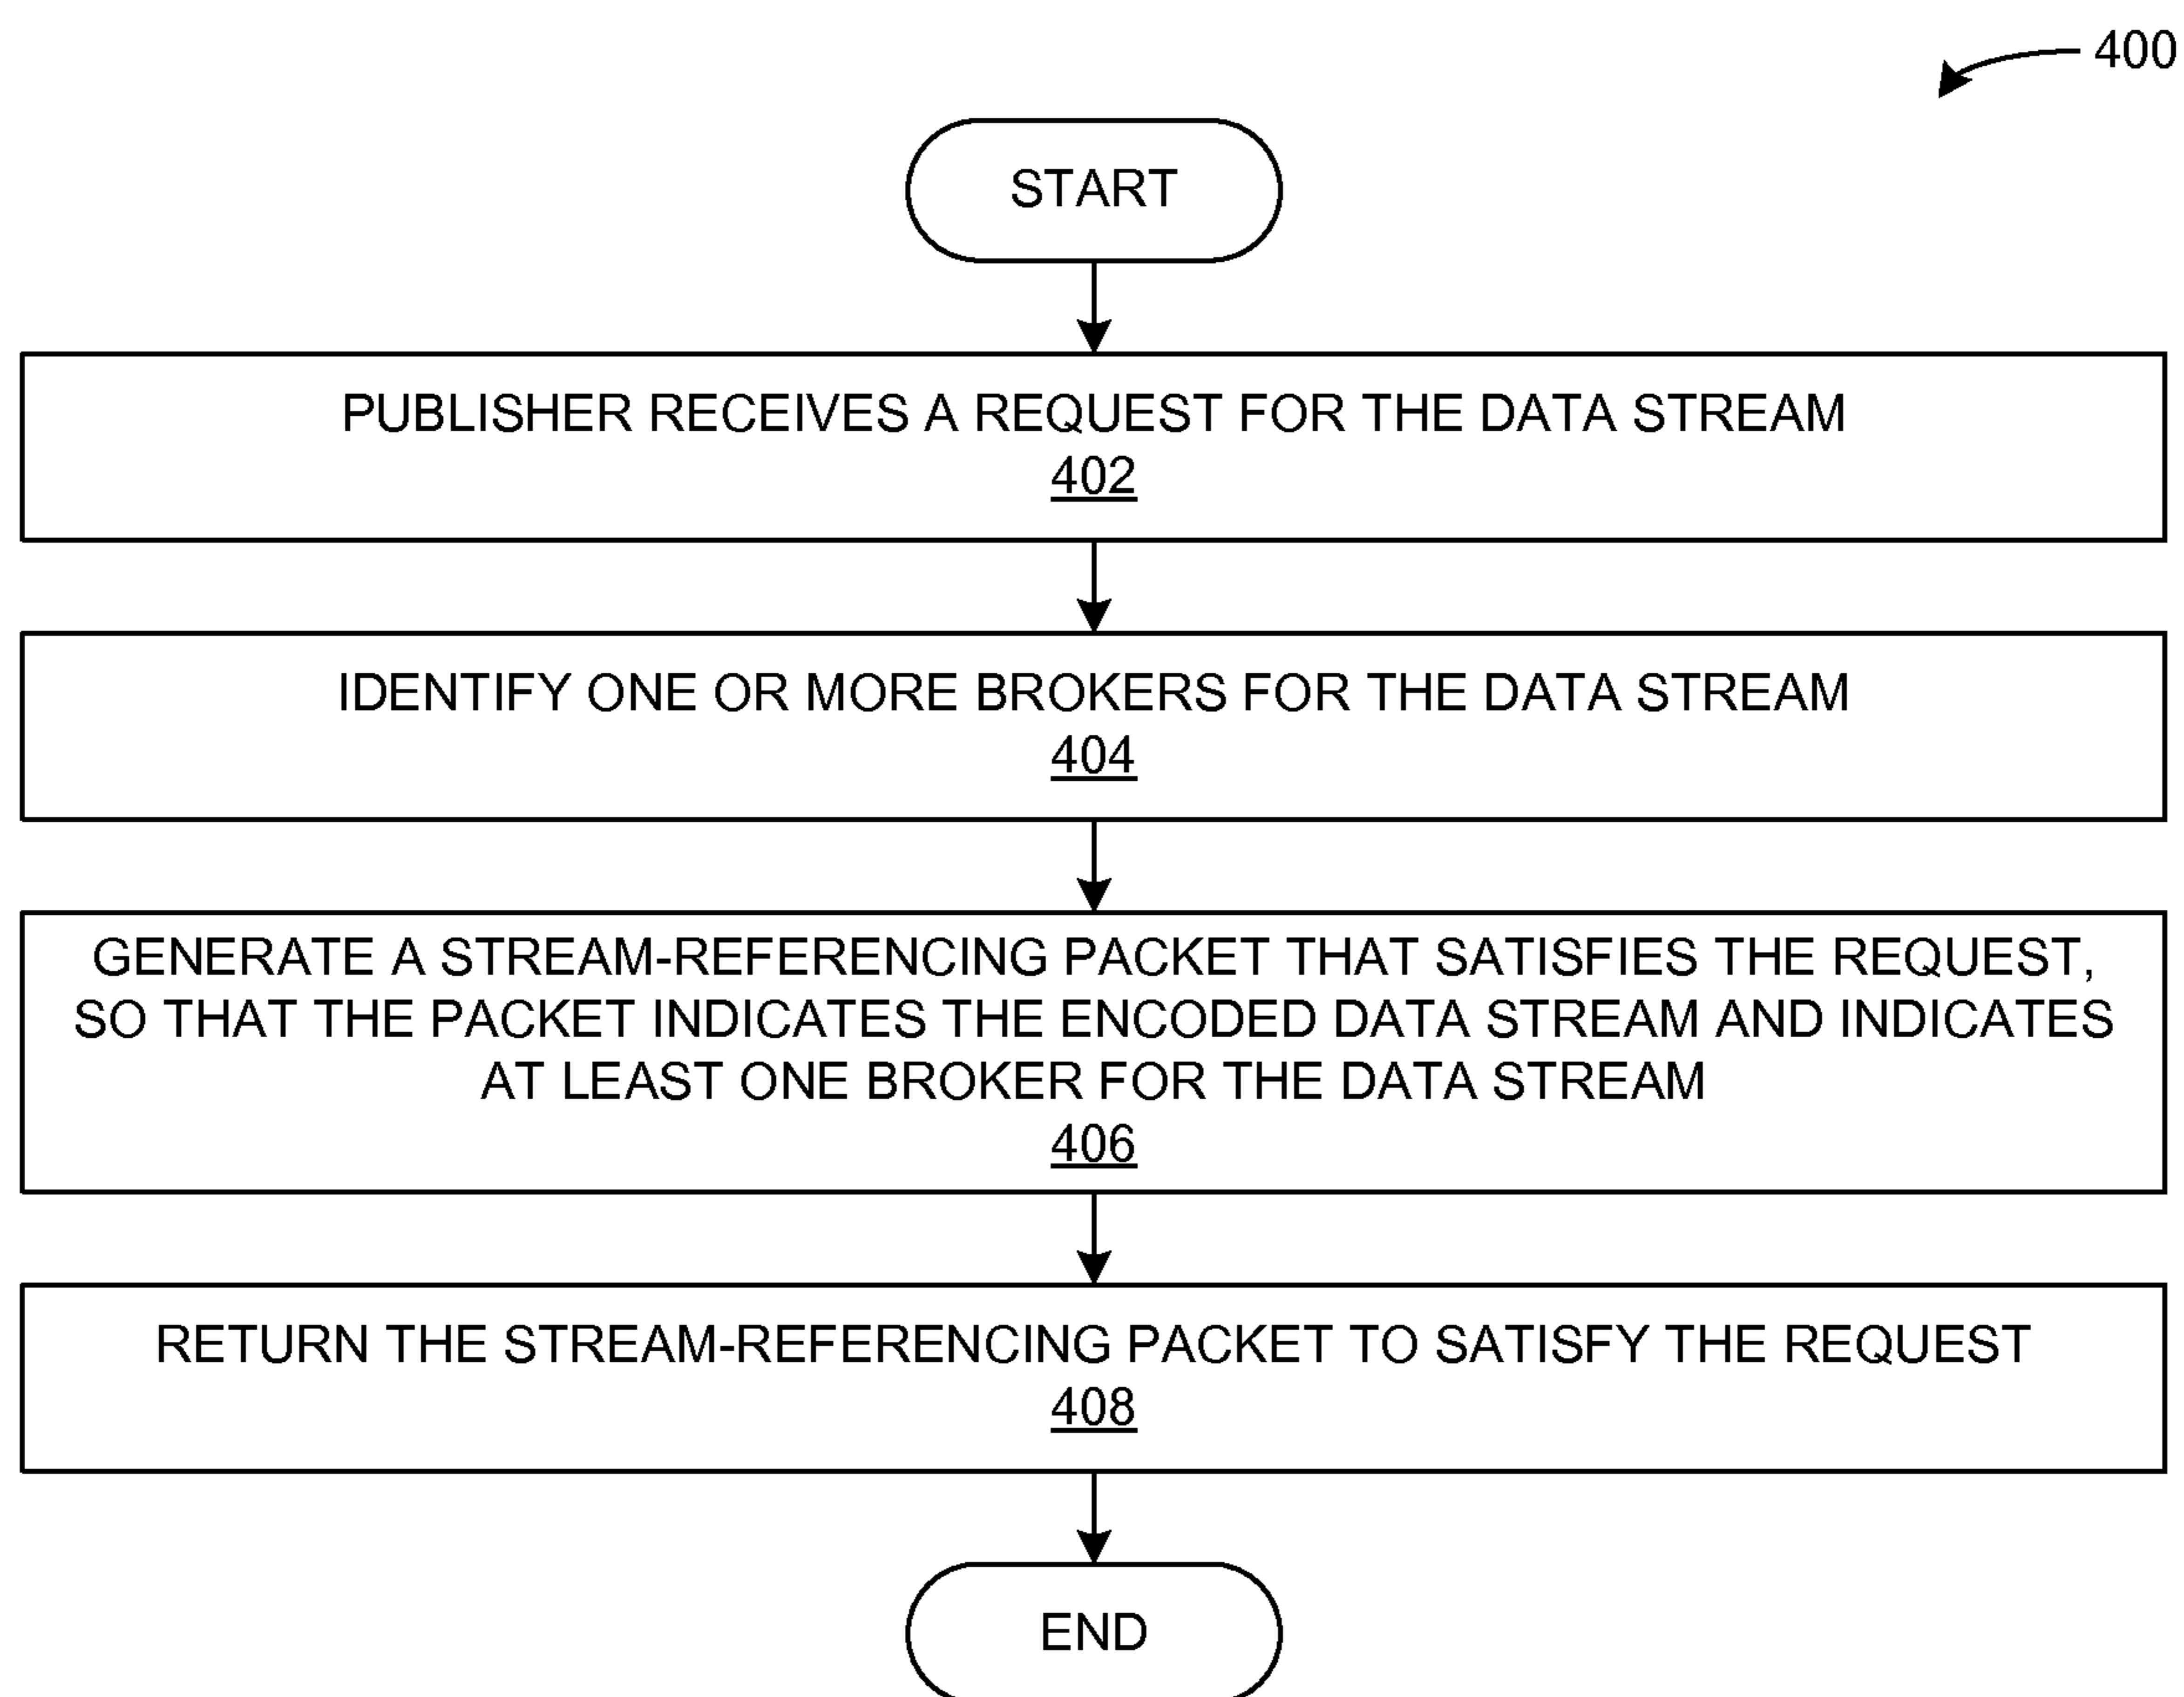 400
START
PUBLISHER RECEIVES A REQUEST FOR THE DATA STREAM
402
IDENTIFY ONE OR MORE BROKERS FOR THE DATA STREAM
404
GENERATE A STREAM-REFERENCING PACKET THAT SATISFIES THE REQUEST,
SO THAT THE PACKET INDICATES THE ENCODED DATA STREAM AND INDICATES
AT LEAST ONE BROKER FOR THE DATA STREAM
406
RETURN THE STREAM-REFERENCING PACKET TO SATISFY THE REQUEST
408
END